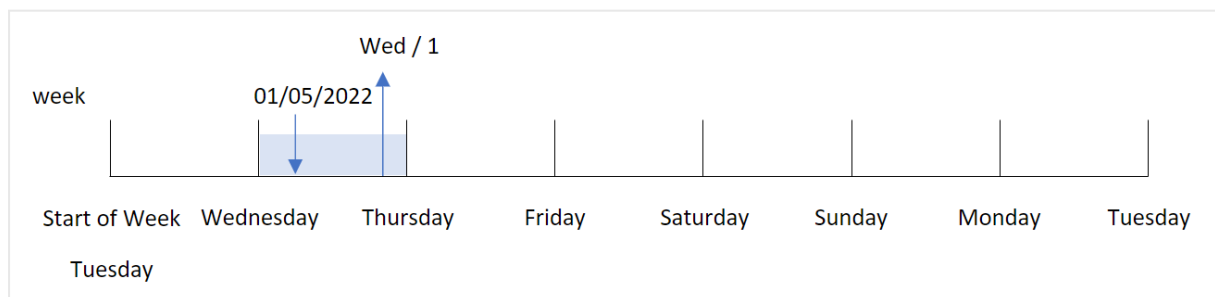 Wed / 1
week 01/05/2022
Start of Week Wednesday Thursday Friday Saturday Sunday Monday Tuesday
Tuesday